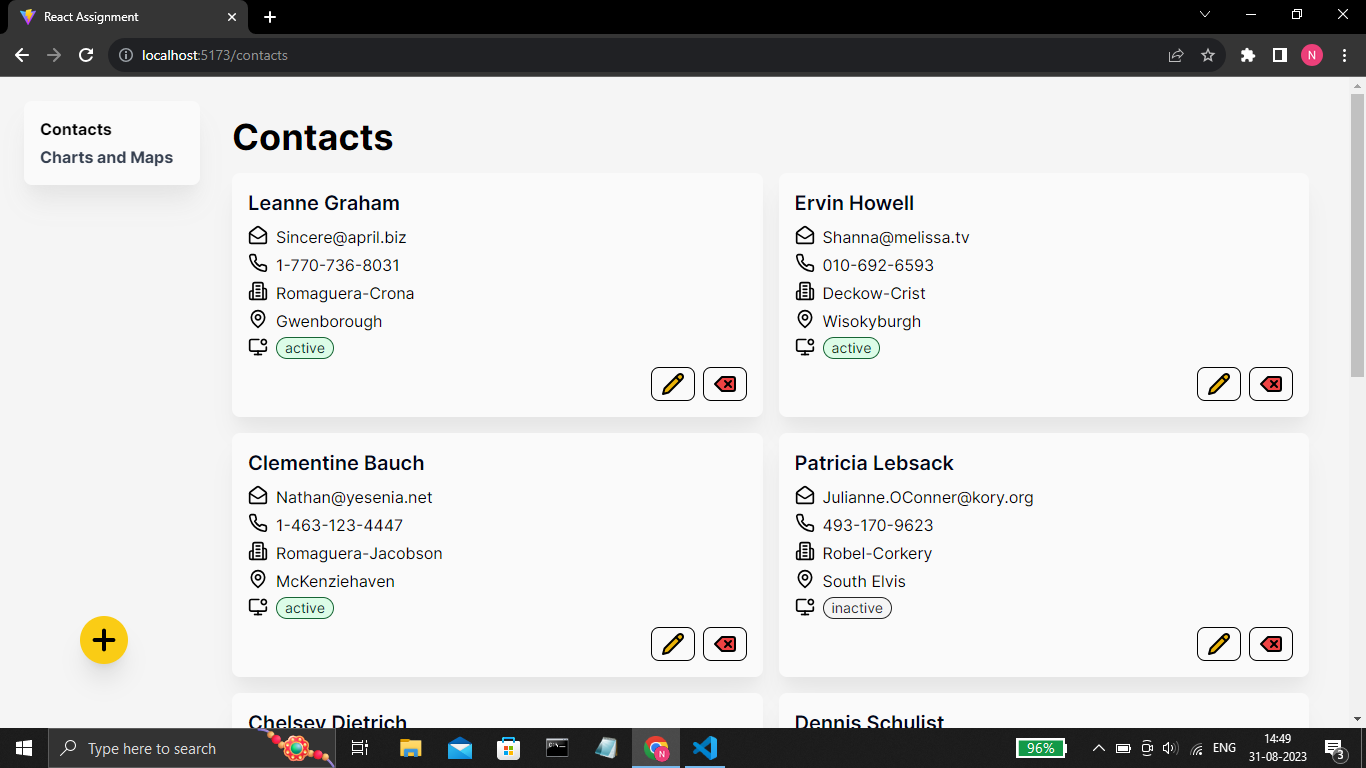 React Assignment
localhost:5173/contacts
N
Contacts
Charts and Maps
Contacts
Leanne Graham
Sincere@april.biz
1-770-736-8031
Romaguera-Crona
Gwenborough
active
Ervin Howell
Shanna@melissa.tv
010-692-6593
Deckow-Crist
Wisokyburgh
active
Clementine Bauch
Nathan@yesenia.net
1-463-123-4447
Romaguera-Jacobson
McKenziehaven
active
Patricia Lebsack
Julianne.OConner@kory.org
493-170-9623
Robel-Corkery
South Elvis
inactive
Chelsey Dietrich
Dennis Schulist
Type here to search
N
96%
ENG
14:49
31-08-2023
3